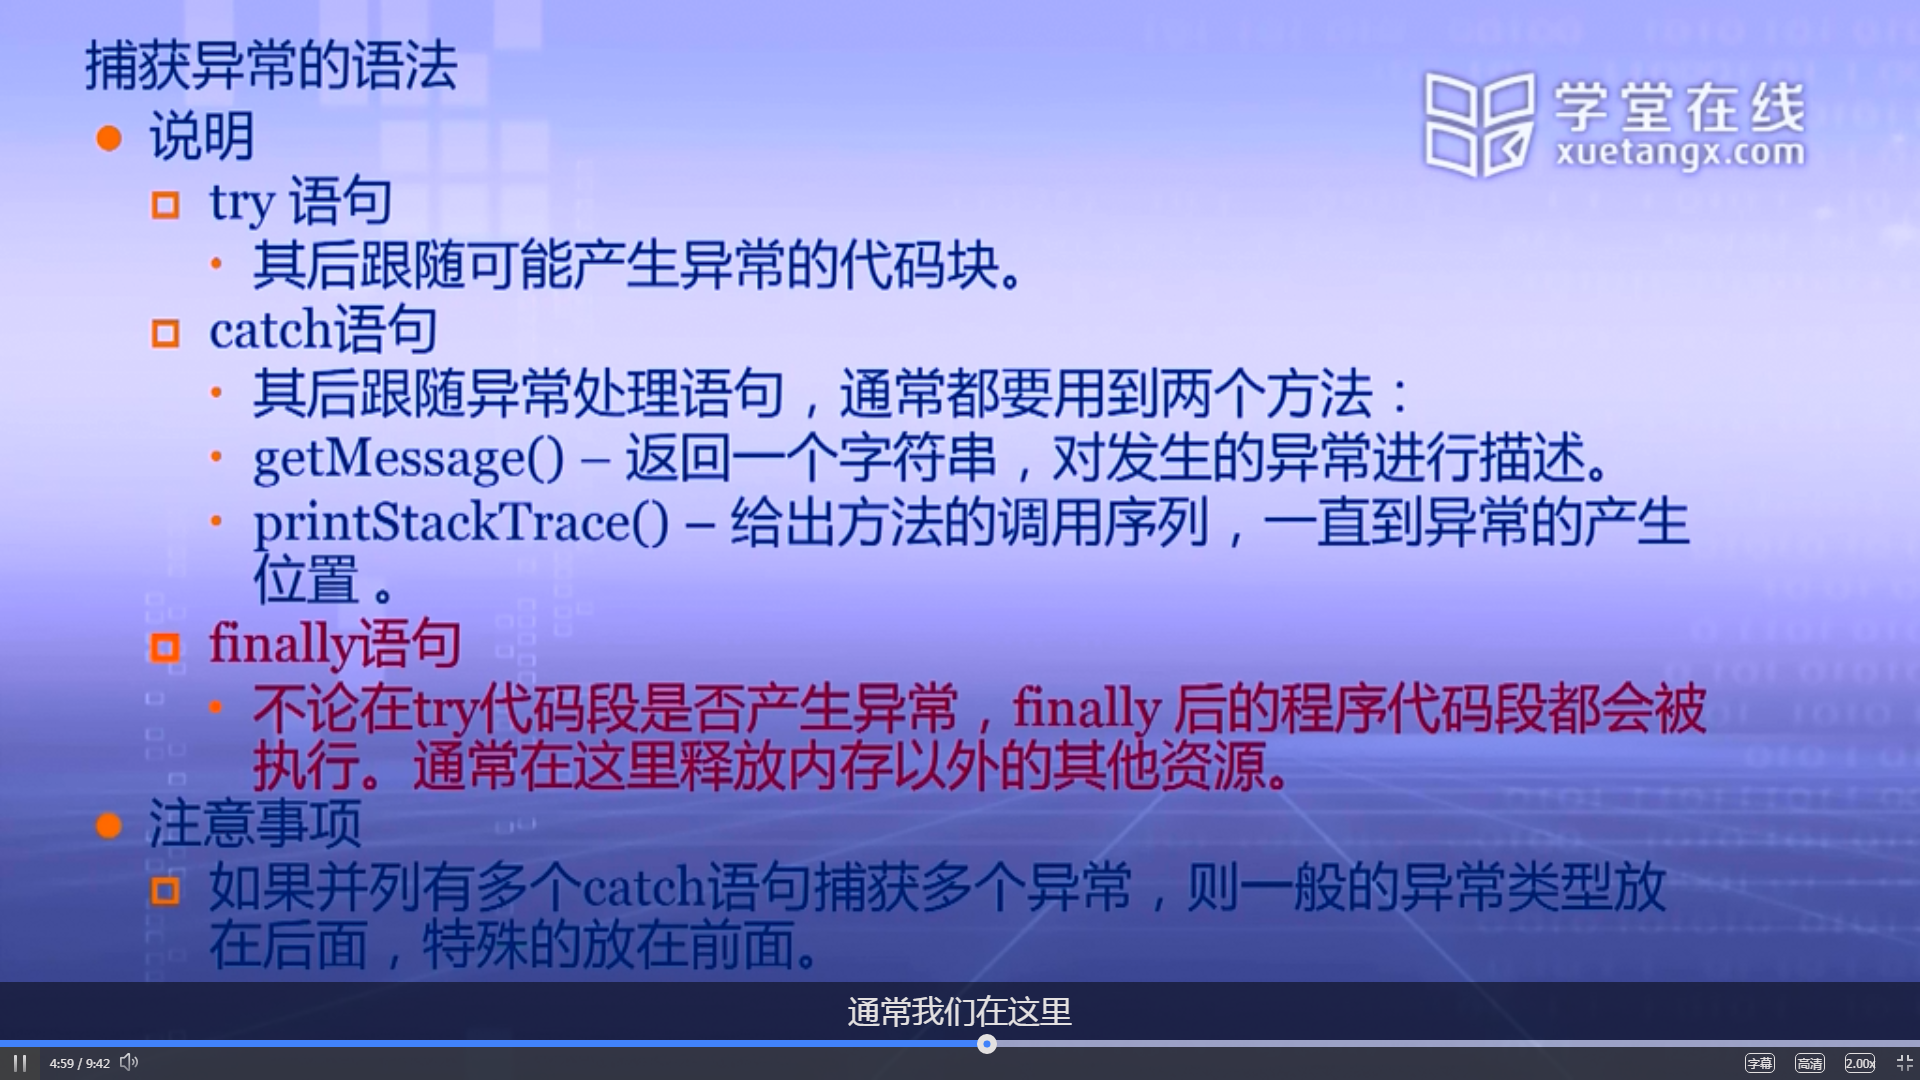 捕获异常的语法
学堂在线
xuetangx.com
说明
try 语句
其后跟随可能产生异常的代码块。
catch语句
其后跟随异常处理语句，通常都要用到两个方法：
getMessage() – 返回一个字符串，对发生的异常进行描述。
printStackTrace() – 给出方法的调用序列，一直到异常的产生
位置 。
finally语句
不论在try代码段是否产生异常，finally 后的程序代码段都会被
执行。通常在这里释放内存以外的其他资源。
注意事项
如果并列有多个catch语句捕获多个异常，则一般的异常类型放
在后面，特殊的放在前面。
通常我们在这里
4:59 / 9:42
字幕
高清
2.00x